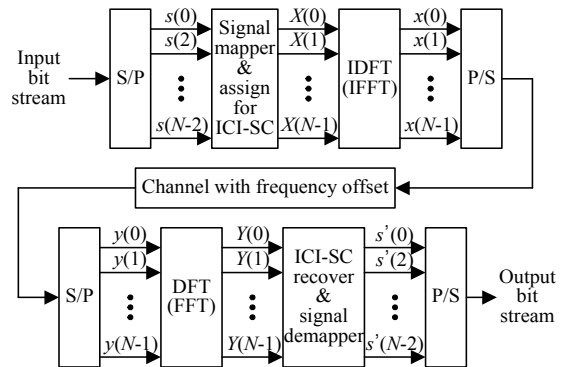 Input
bit
stream
S/P
s(0)
s(2)
s(N-2)
Signal
mapper
&
assign
for
ICI-SC
X(0)
X(1)
X(N-1)
IDFT
(IFFT)
x(0)
x(1)
x(N-1)
P/S
Channel with frequency offset
S/P
y(0)
y(1)
y(N-1)
DFT
(FFT)
Y(0)
Y(1)
Y(N-1)
ICI-SC
recover
&
signal
demapper
s'(0)
s'(2)
s'(N-2)
P/S
Output
bit
stream